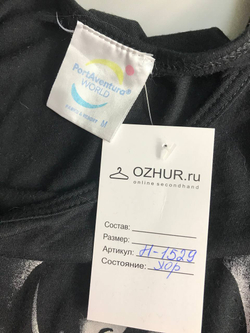 PortAventura®
WORLD
M
OZHUR.ru
online secondhand
Состав:
Размер:
Артикул: H-1529
Состояние: хор